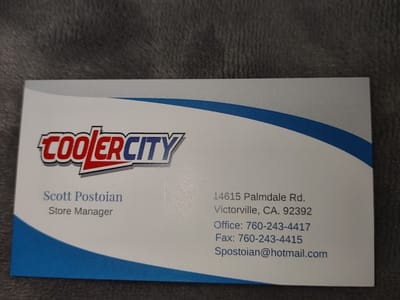 COOLERCITY
Scott Postoian
Store Manager
14615 Palmdale Rd.
Victorville, CA. 92392
Office: 760-243-4417
Fax: 760-243-4415
Spostoian@hotmail.com